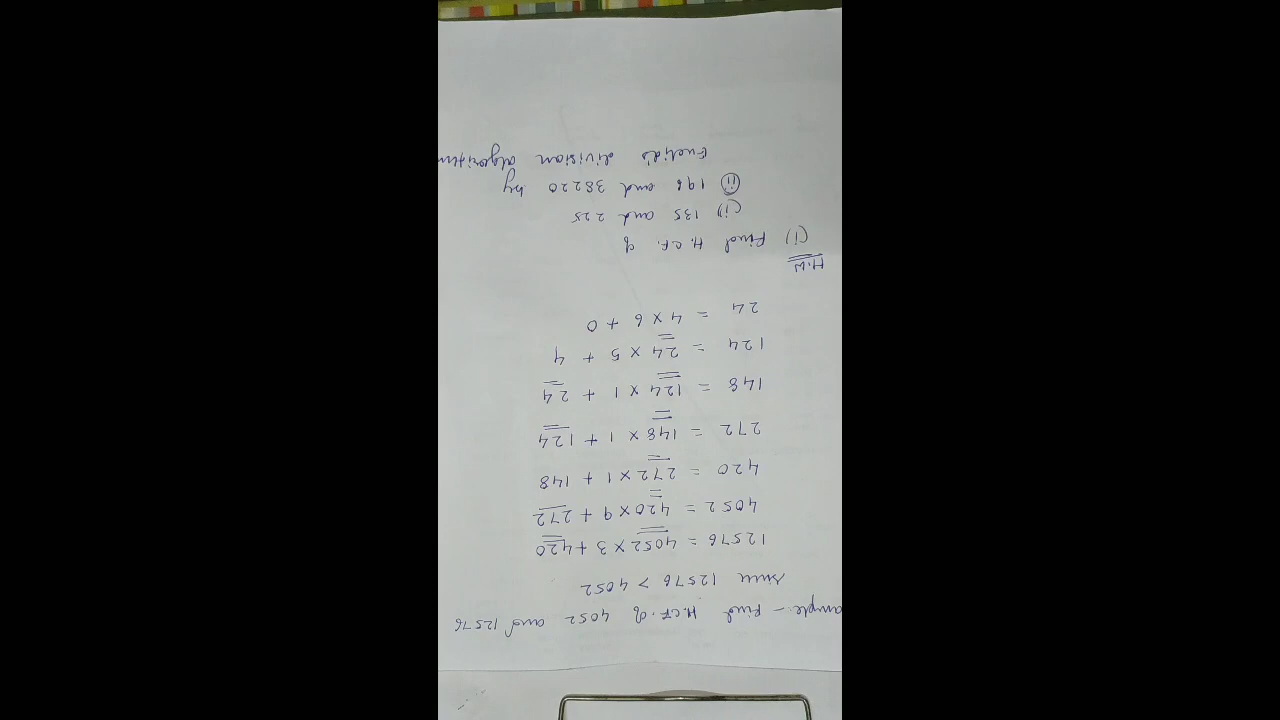 ample:- Find H.C.F. of 4052 and 12576
since 12576 > 4052
12576 = 4052 × 3 + 420
4052 = 420 × 9 + 272
420 = 272 × 1 + 148
272 = 148 × 1 + 124
148 = 124 × 1 + 24
124 = 24 × 5 + 4
24 = 4 × 6 + 0
H.W
(i) Find H.C.F. of
(i) 135 and 225
(ii) 196 and 38220 by
Euclid's division algorithm